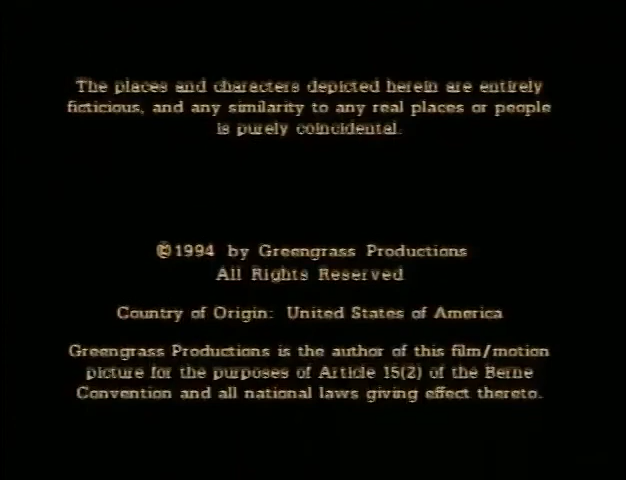 The places and characters depicted herein are entirely
ficticious, and any similarity to any real places or people
is purely coincidental.
©1994 by Greengrass Productions
All Rights Reserved
Country of Origin: United States of America
Greengrass Productions is the author of this film/motion
picture for the purposes of Article 15(2) of the Berne
Convention and all national laws giving effect thereto.